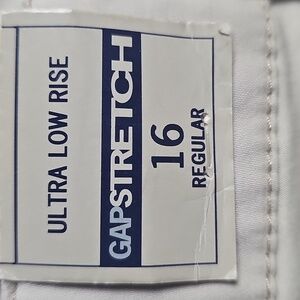 ULTRA LOW RISE
GAPSTRETCH
16
REGULAR